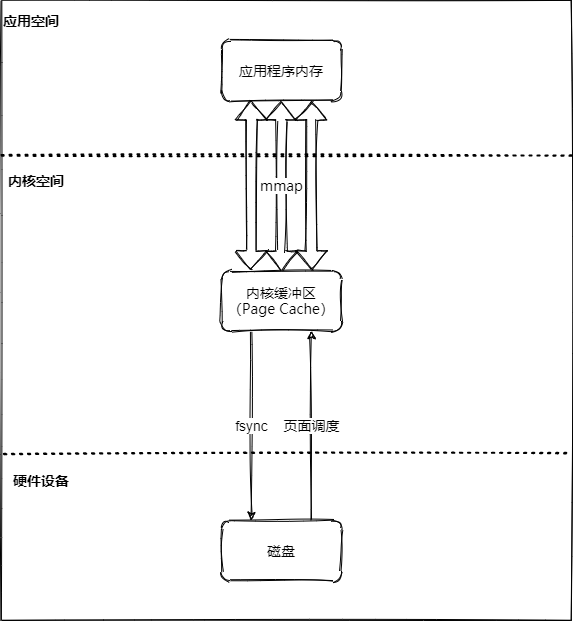 应用空间
应用程序内存
内核空间
mmap
内核缓冲区
（Page Cache）
fsync
页面调度
硬件设备
磁盘